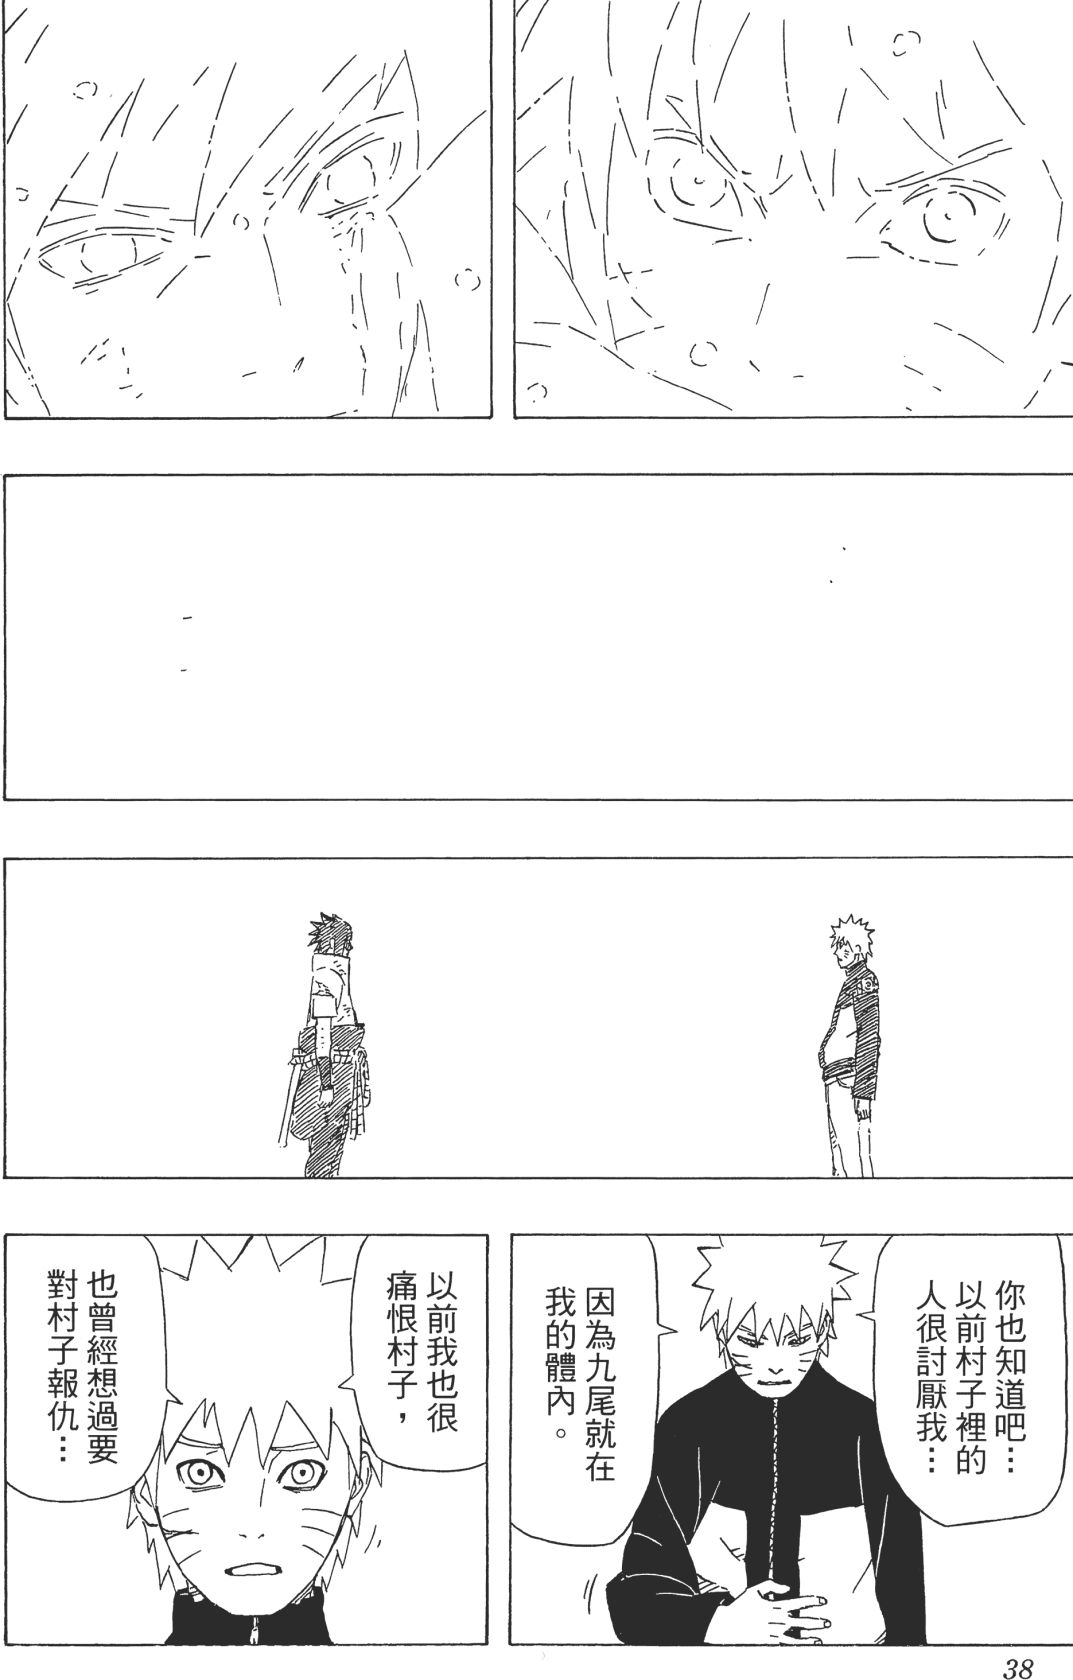 你也知道吧…
以前村子裡的
人很討厭我…
因為九尾就在
我的體內。
以前我也很
痛恨村子，
也曾經想過要
對村子報仇…
38